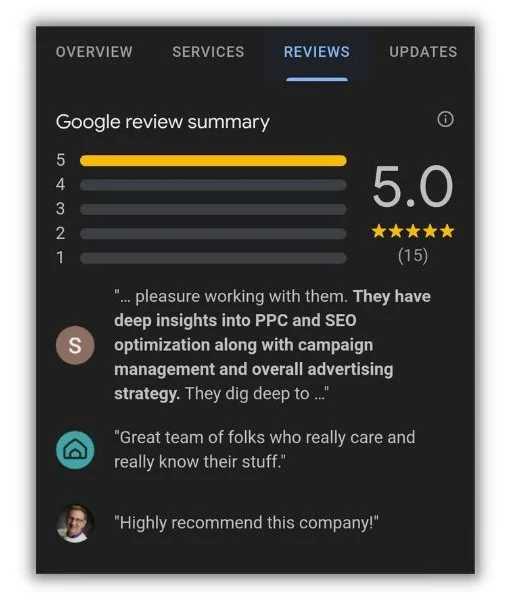 OVERVIEW SERVICES REVIEWS UPDATES
Google review summary
5
4
3
2
1
5.0
(15)
"... pleasure working with them. They have
deep insights into PPC and SEO
optimization along with campaign
management and overall advertising
strategy. They dig deep to ..."
S
"Great team of folks who really care and
really know their stuff."
"Highly recommend this company!"